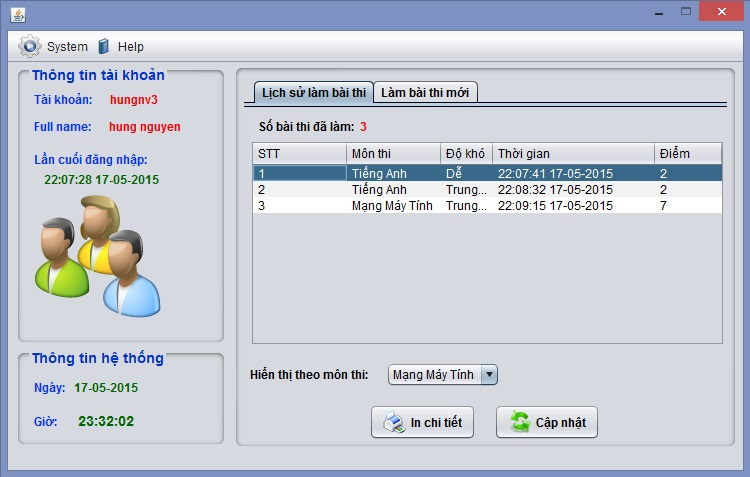 System Help
Thông tin tài khoản
Tài khoản: hungnv3
Full name: hung nguyen
Lần cuối đăng nhập:
22:07:28 17-05-2015
Thông tin hệ thống
Ngày: 17-05-2015
Giờ: 23:32:02
Lịch sử làm bài thi Làm bài thi mới
Số bài thi đã làm: 3
STT Môn thi Độ khó Thời gian Điểm
1 Tiếng Anh Dễ 22:07:41 17-05-2015 2
2 Tiếng Anh Trung... 22:08:32 17-05-2015 2
3 Mạng Máy Tính Trung... 22:09:15 17-05-2015 7
Hiển thị theo môn thi: Mạng Máy Tính
In chi tiết Cập nhật